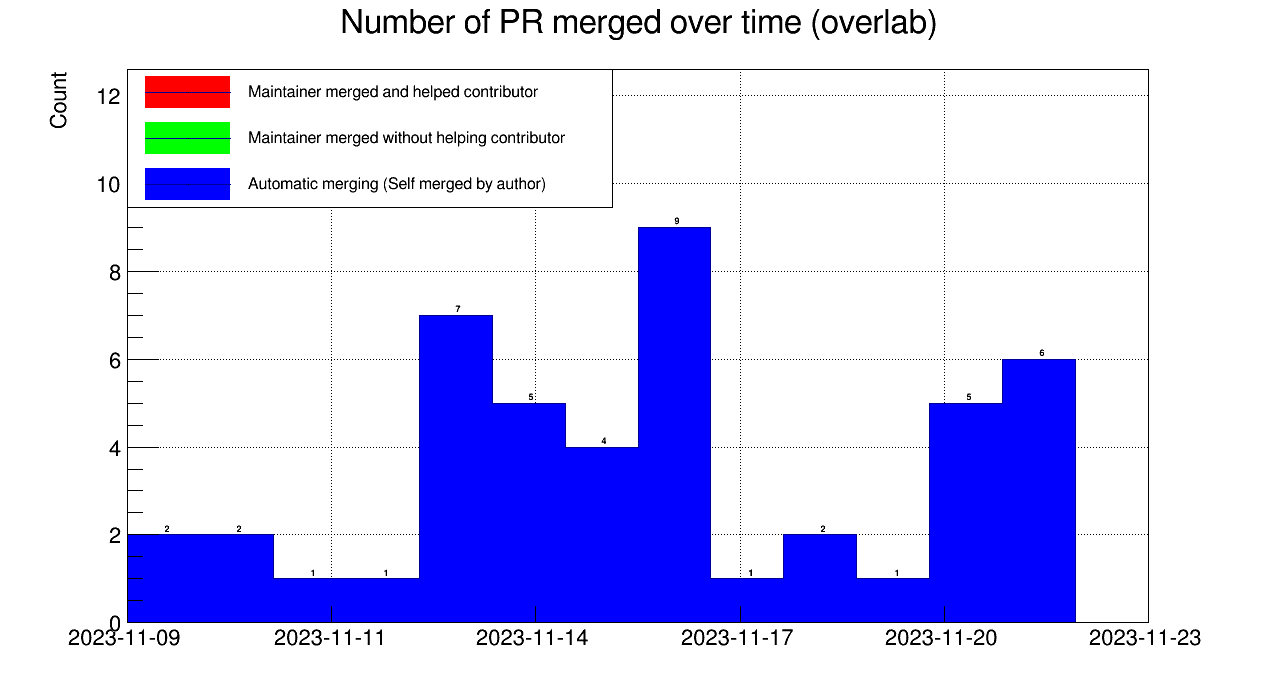 Number of PR merged over time (overlab)
Count
Maintainer merged and helped contributor
Maintainer merged without helping contributor
Automatic merging (Self merged by author)
12
10
8
6
4
2
0
2 2 1 1 7 5 4 9 1 2 1 5 6
2023-11-09 2023-11-11 2023-11-14 2023-11-17 2023-11-20 2023-11-23